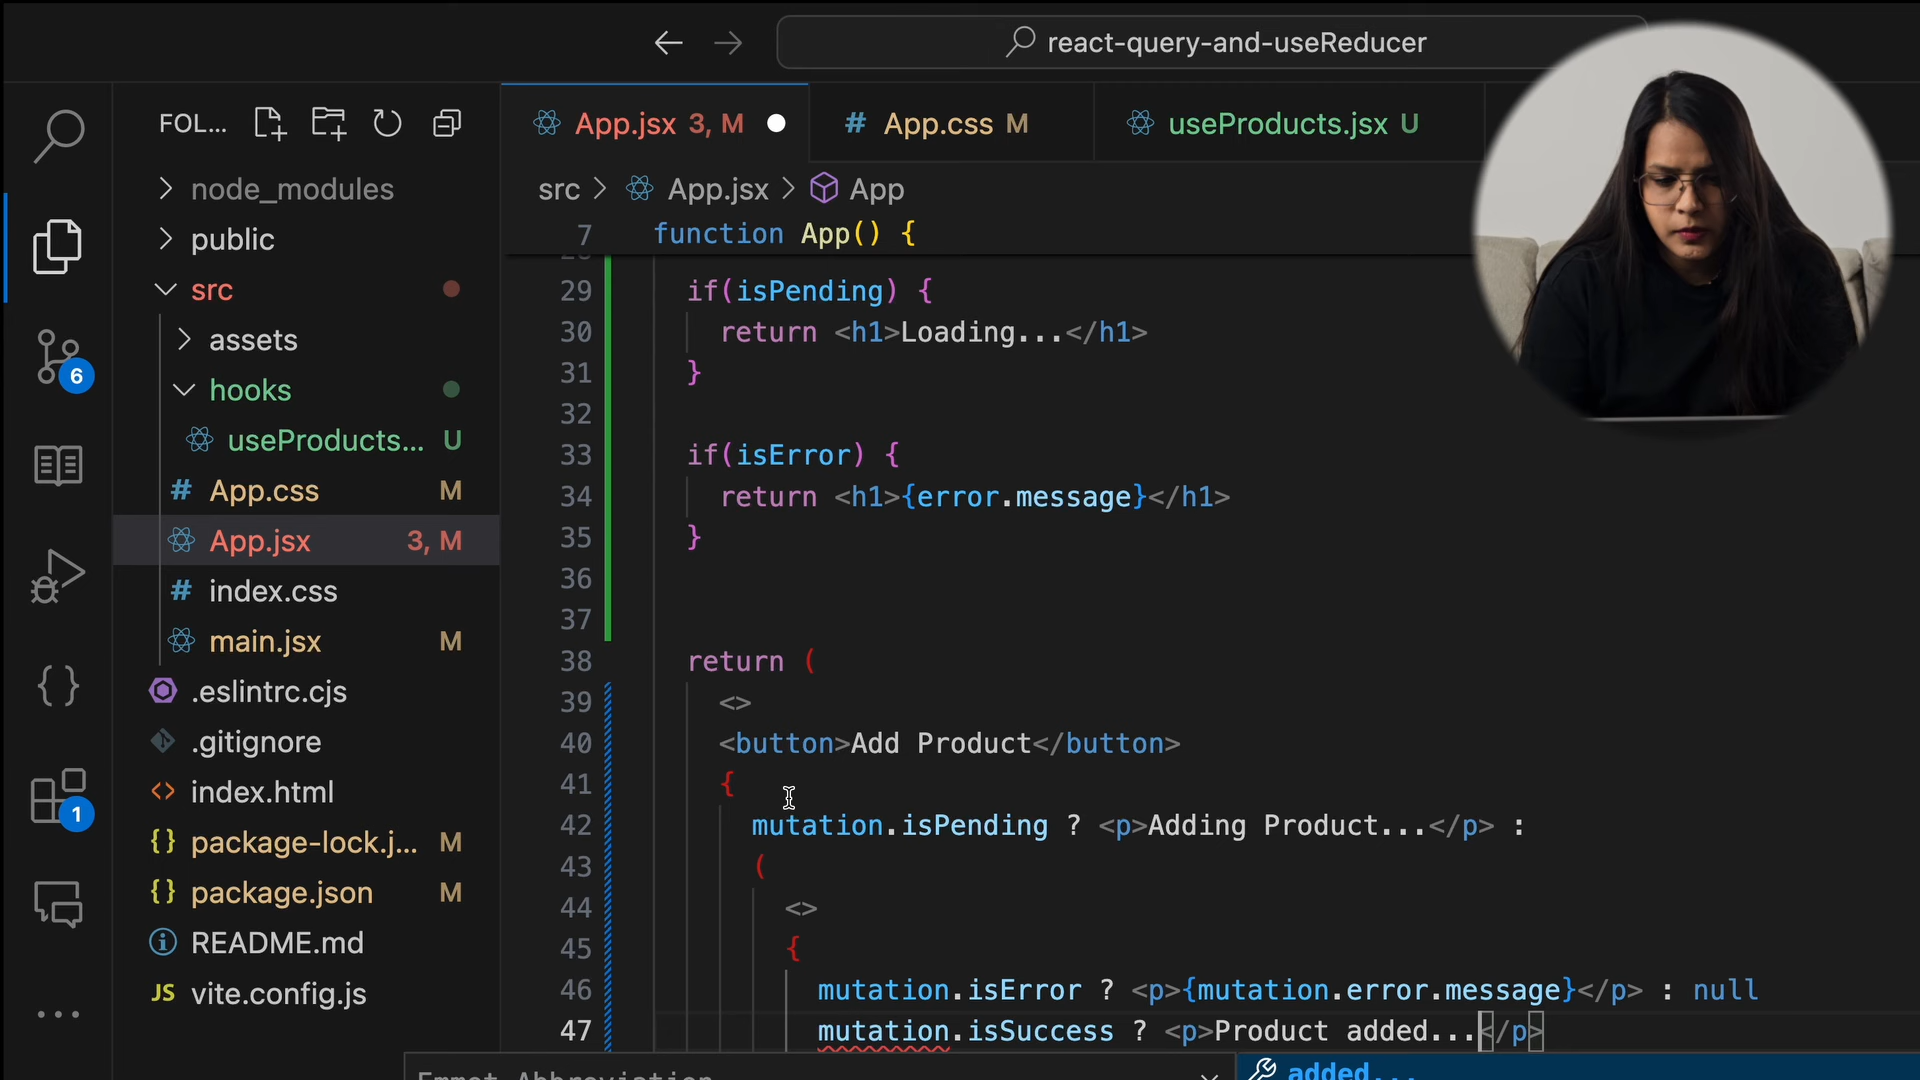 react-query-and-useReducer
FOL...
App.jsx 3, M
# App.css M
useProducts.jsx U
node_modules
public
src
assets
hooks
useProducts... U
# App.css M
App.jsx 3, M
# index.css
main.jsx M
.eslintrc.cjs
.gitignore
<> index.html
{} package-lock.j... M
{} package.json M
README.md
JS vite.config.js
6
1
src > App.jsx > App
7 function App() {
29 if(isPending) {
30 return <h1>Loading...</h1>
31 }
32
33 if(isError) {
34 return <h1>{error.message}</h1>
35 }
36
37
38 return (
39 <>
40 <button>Add Product</button>
41 {
42 mutation.isPending ? <p>Adding Product...</p> :
43 (
44 <>
45 {
46 mutation.isError ? <p>{mutation.error.message}</p> : null
47 mutation.isSuccess ? <p>Product added...</p>
Emmet Abbreviation
added...